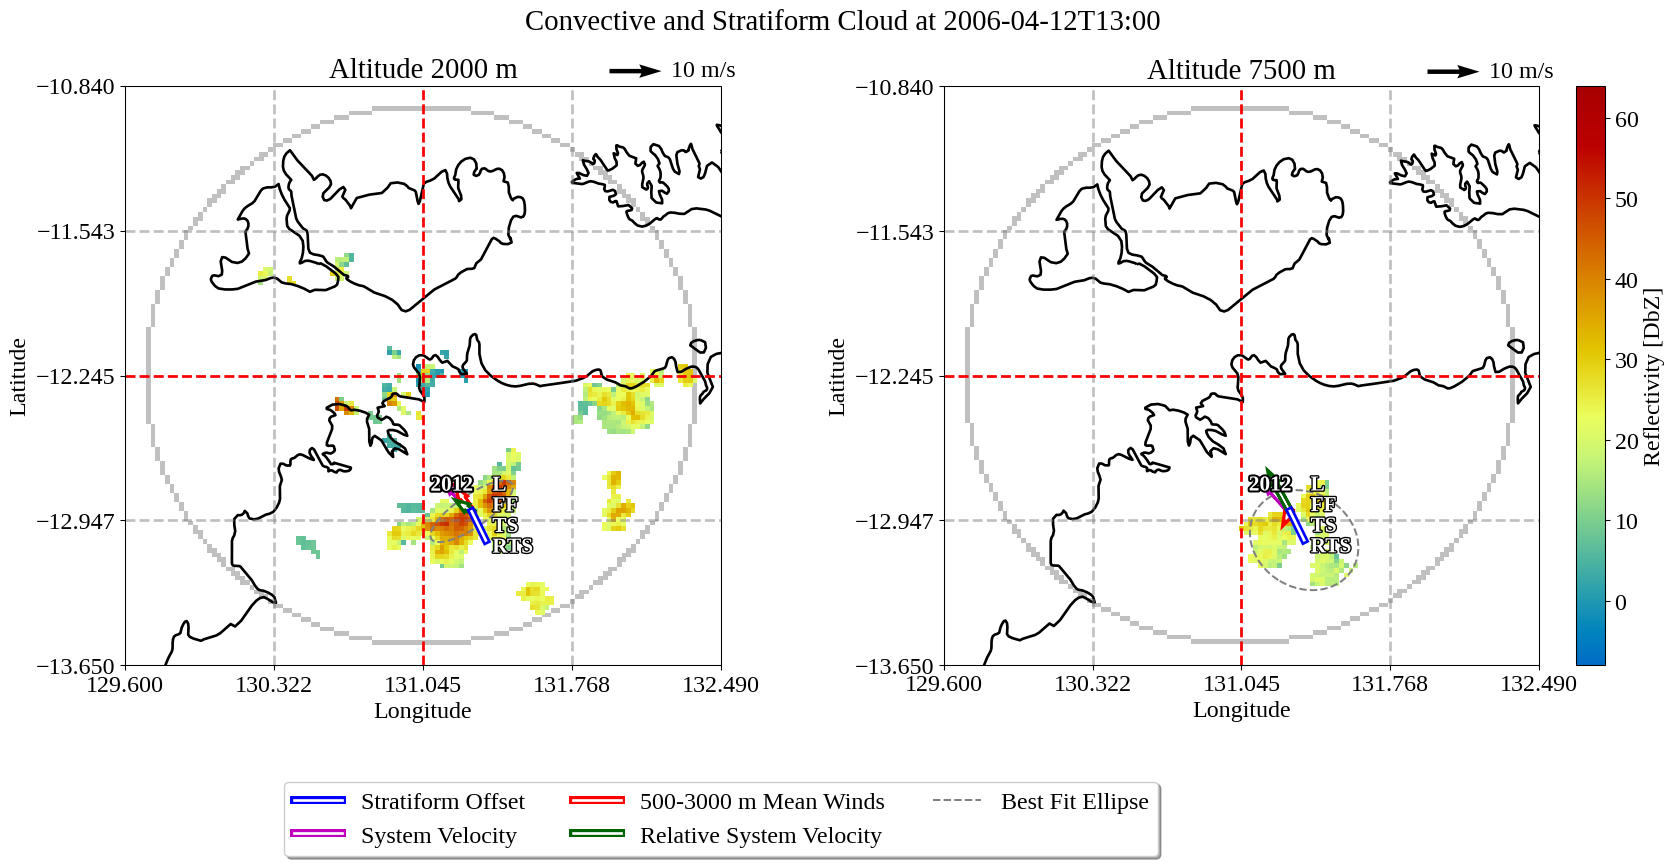 Convective and Stratiform Cloud at 2006-04-12T13:00
Altitude 2000 m
10 m/s
−10.840
−11.543
−12.245
−12.947
−13.650
Latitude
129.600
130.322
131.045
131.768
132.490
Longitude
2012
L
FF
TS
RTS
Altitude 7500 m
10 m/s
−10.840
−11.543
−12.245
−12.947
−13.650
Latitude
129.600
130.322
131.045
131.768
132.490
Longitude
2012
L
FF
TS
RTS
60
50
40
30
20
10
0
Reflectivity [DbZ]
Stratiform Offset
System Velocity
500-3000 m Mean Winds
Relative System Velocity
Best Fit Ellipse